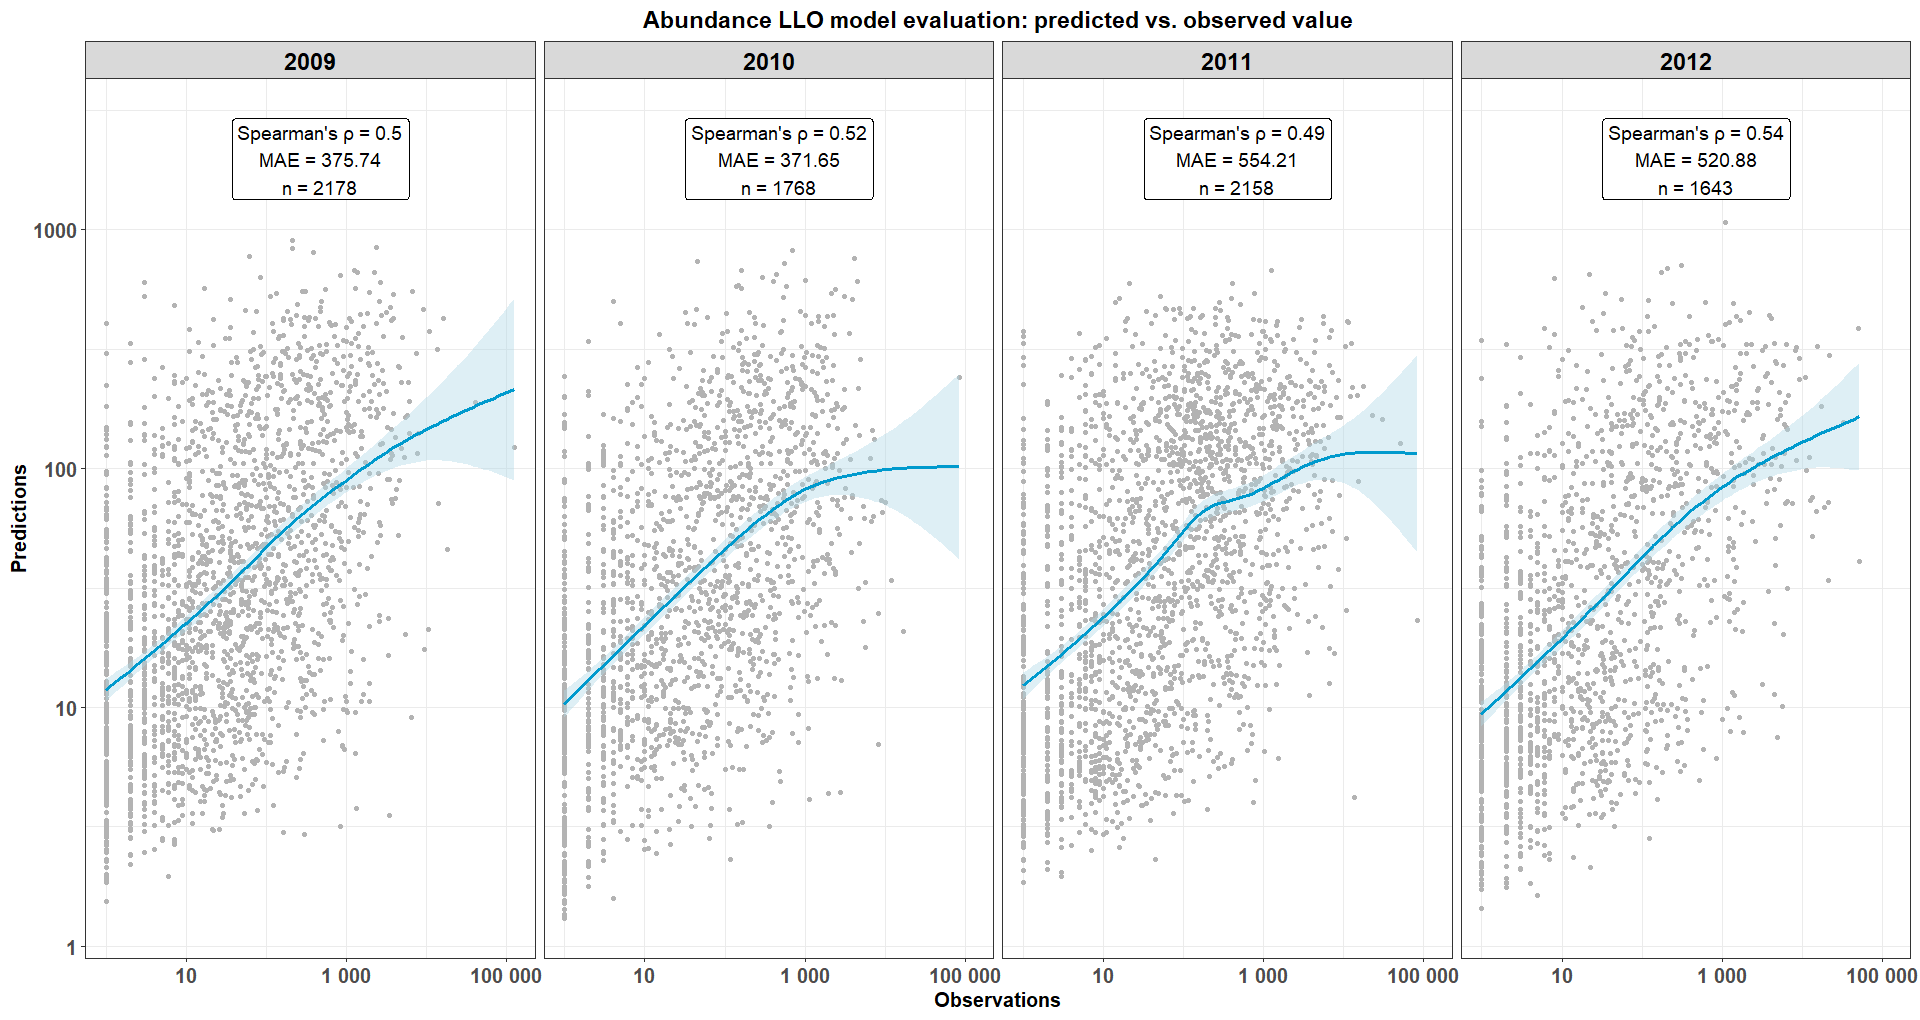 Abundance LLO model evaluation: predicted vs. observed value
2009
2010
2011
2012
Spearman's ρ = 0.5
MAE = 375.74
n = 2178
Spearman's ρ = 0.52
MAE = 371.65
n = 1768
Spearman's ρ = 0.49
MAE = 554.21
n = 2158
Spearman's ρ = 0.54
MAE = 520.88
n = 1643
Predictions
1000
100
10
1
10
1 000
100 000
10
1 000
100 000
10
1 000
100 000
10
1 000
100 000
Observations